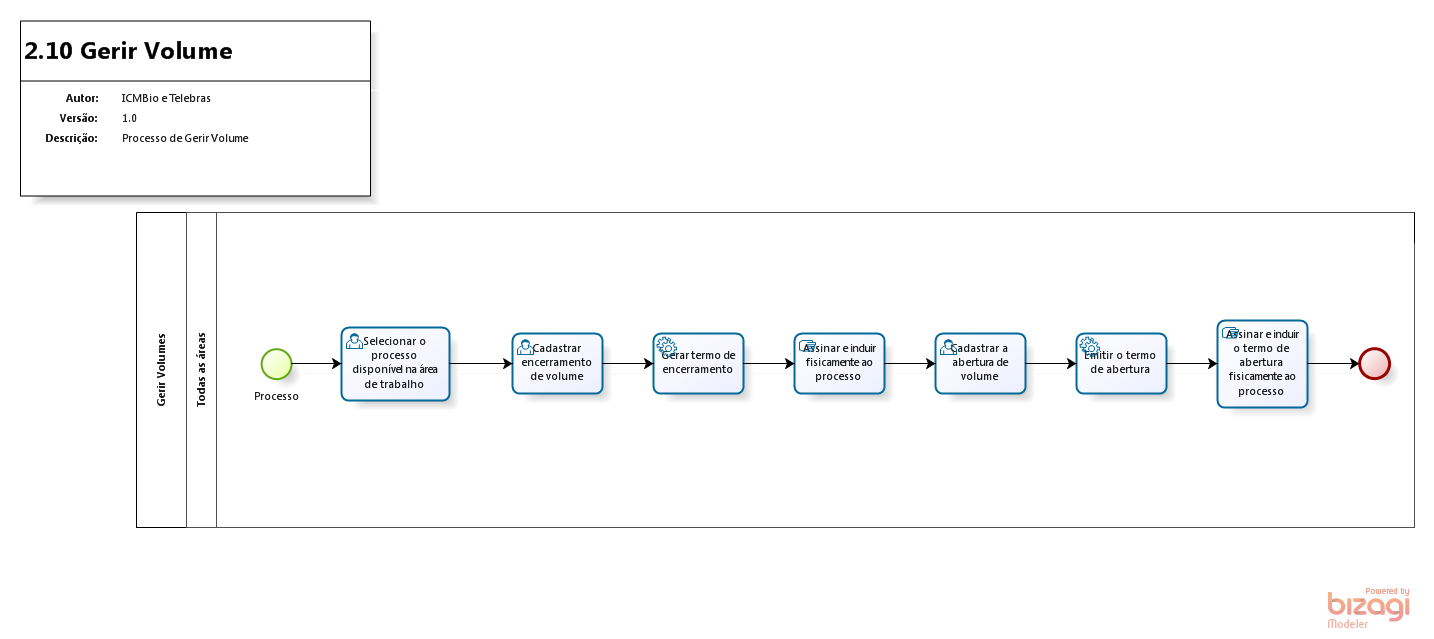 2.10 Gerir Volume
Autor: ICMBio e Telebras
Versão: 1.0
Descrição: Processo de Gerir Volume
Gerir Volumes
Todas as áreas
Processo
Selecionar o
processo
disponível na área
de trabalho
Cadastrar
encerramento
de volume
Gerar termo de
encerramento
Assinar e incluir
fisicamente ao
processo
Cadastrar a
abertura de
volume
Emitir o termo
de abertura
Assinar e incluir
o termo de
abertura
fisicamente ao
processo
Powered by
bizagi
Modeler